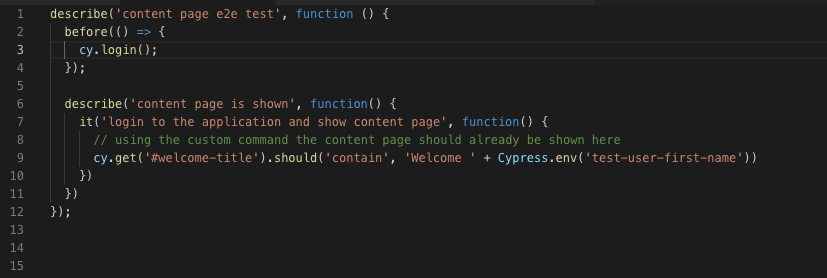 1 describe('content page e2e test', function () {
2 before(() => {
3 cy.login();
4 });
5
6 describe('content page is shown', function() {
7 it('login to the application and show content page', function() {
8 // using the custom command the content page should already be shown here
9 cy.get('#welcome-title').should('contain', 'Welcome ' + Cypress.env('test-user-first-name'))
10 })
11 })
12 });
13
14
15